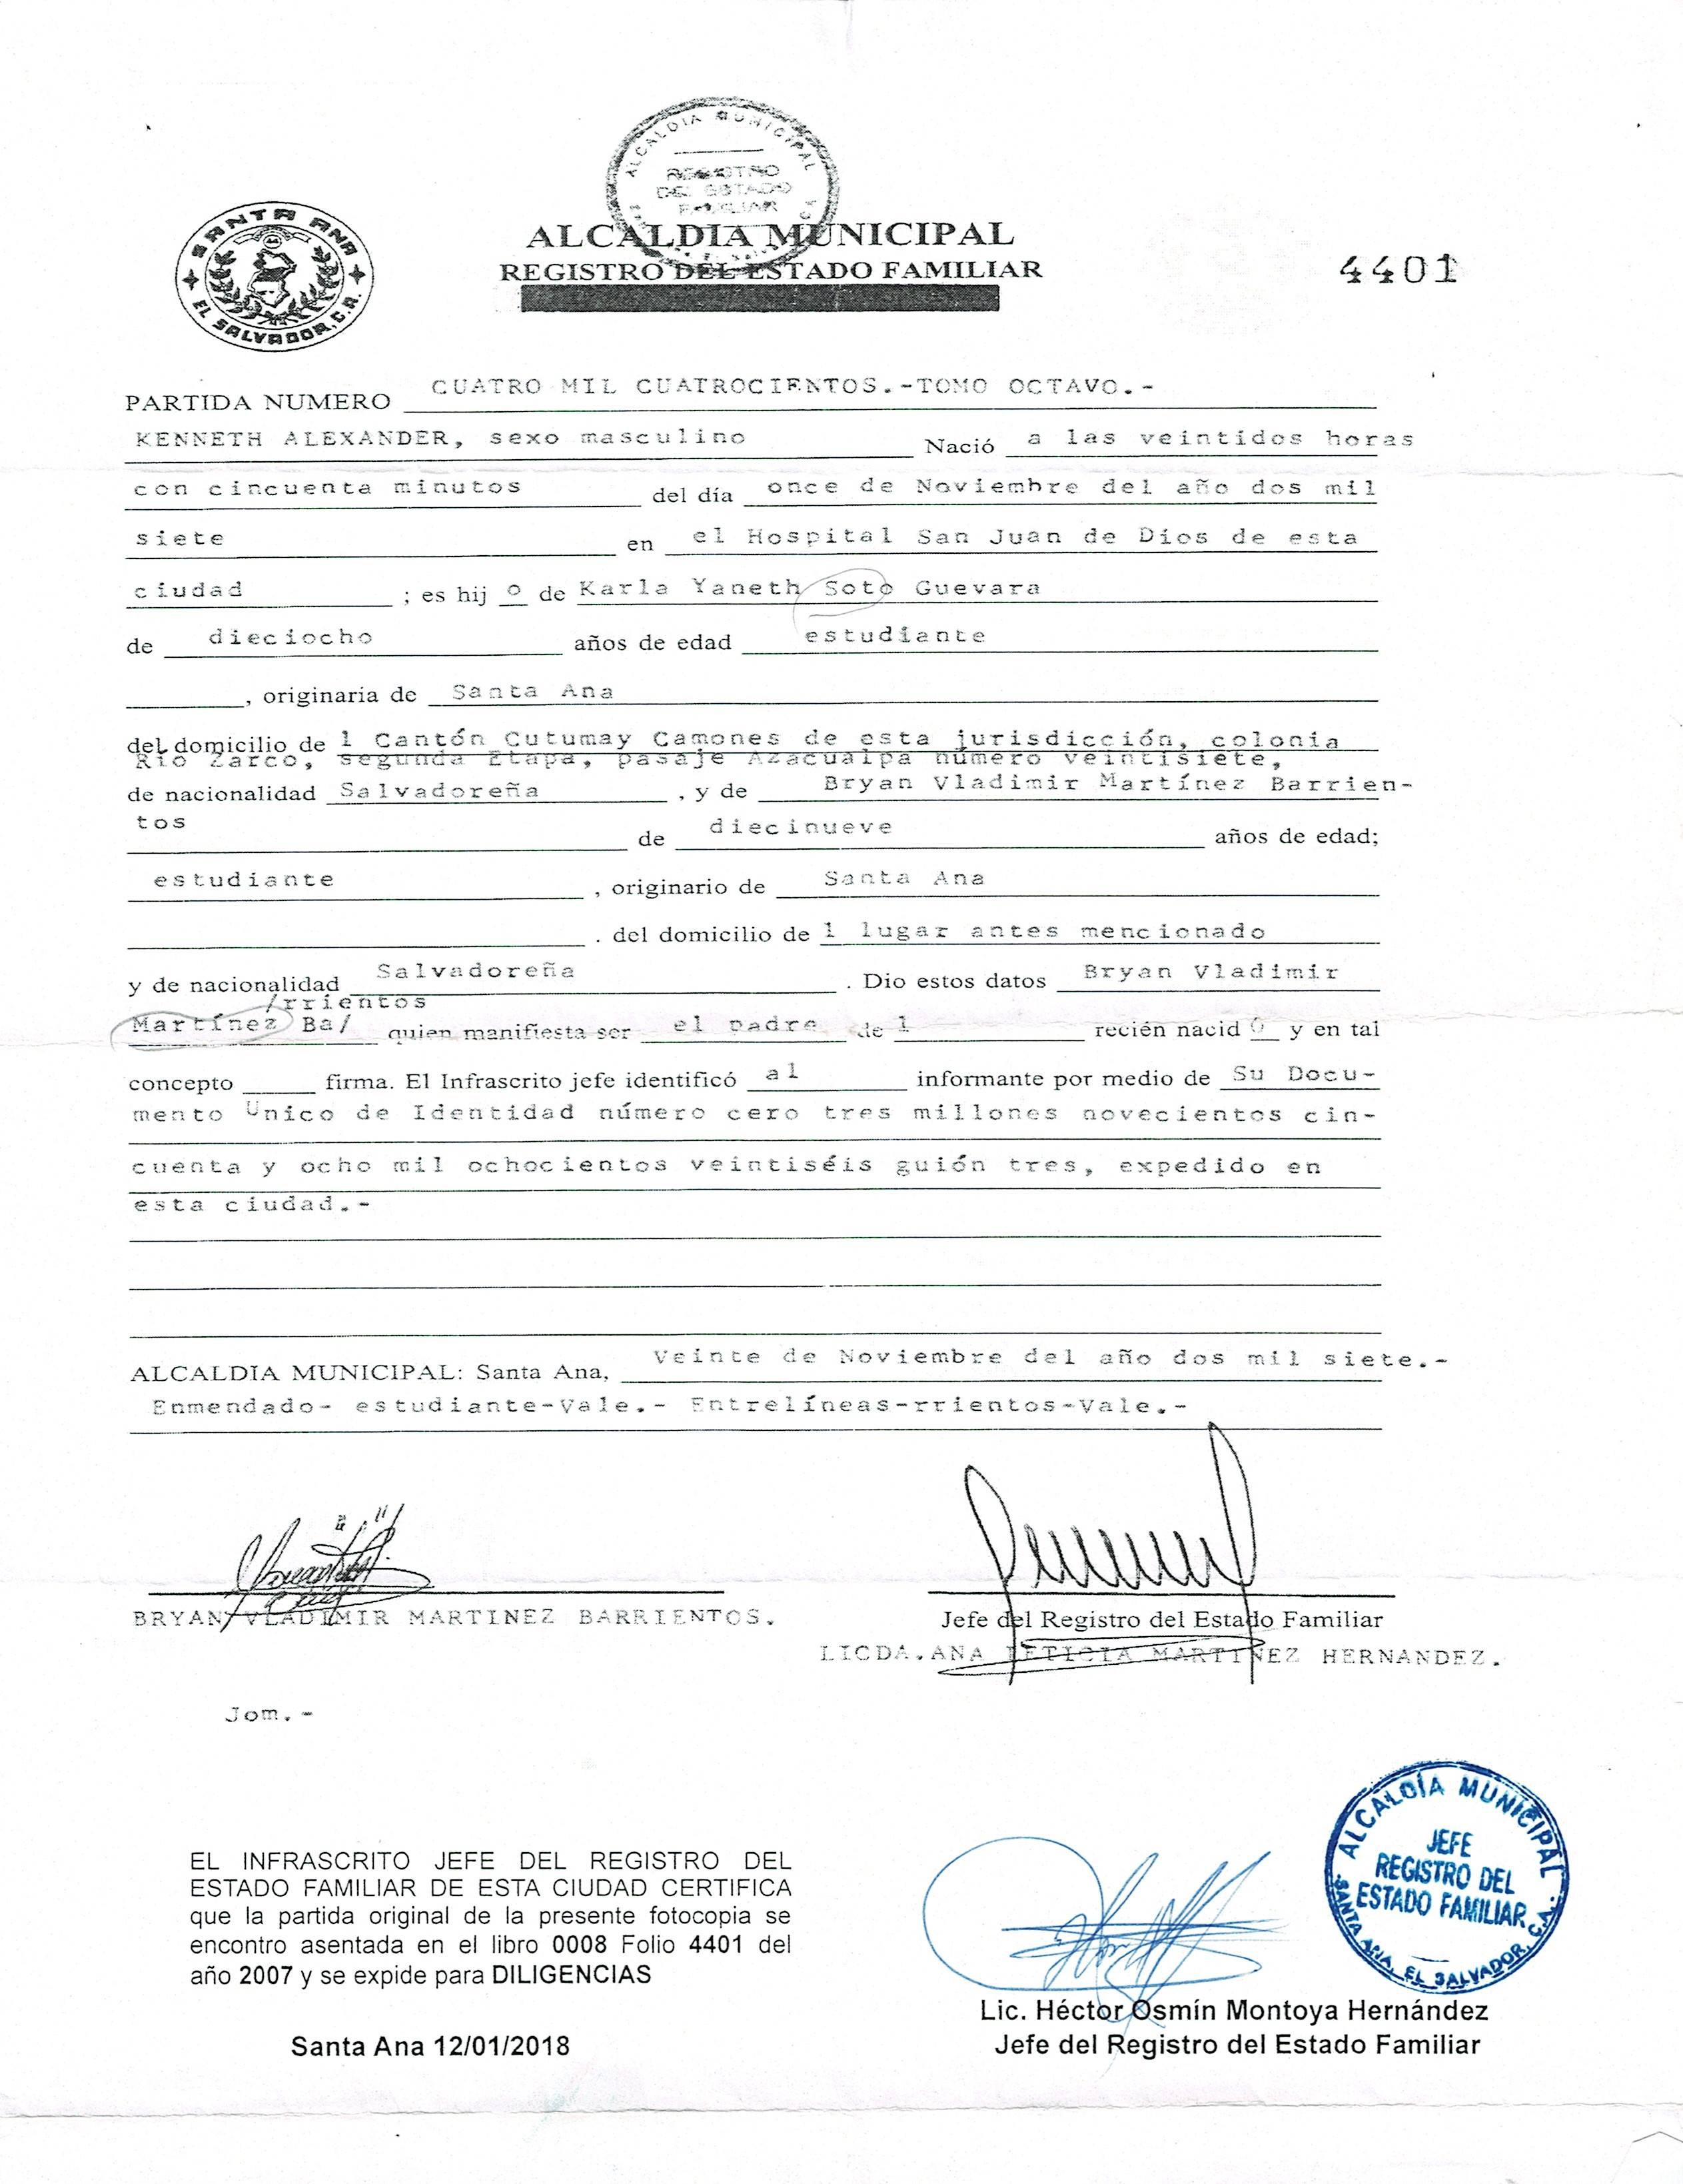 ALCALDIA MUNICIPAL
REGISTRO
DEL ESTADO
FAMILIAR
SANTA ANA
EL SALVADOR, C.A.
ALCALDIA MUNICIPAL
REGISTRO DEL ESTADO FAMILIAR
4401
PARTIDA NUMERO CUATRO MIL CUATROCIENTOS.-TOMO OCTAVO.-
KENNETH ALEXANDER, sexo masculino Nació a las veintidos horas
con cincuenta minutos del día once de Noviembre del año dos mil
siete en el Hospital San Juan de Dios de esta
ciudad ; es hij o de Karla Yaneth Soto Guevara
de dieciocho años de edad estudiante
, originaria de Santa Ana
del domicilio de l Cantón Cutumay Camones de esta jurisdicción, colonia
Río Zarco, segunda Etapa, pasaje Azacualpa número veintisiete,
de nacionalidad Salvadoreña , y de Bryan Vladimir Martínez Barrien-
tos de diecinueve años de edad;
estudiante , originario de Santa Ana
. del domicilio de l lugar antes mencionado
y de nacionalidad Salvadoreña . Dio estos datos Bryan Vladimir
/rrientos
Martínez Ba/ quien manifiesta ser el padre de l recién nacid o y en tal
concepto firma. El Infrascrito jefe identificó al informante por medio de Su Docu-
mento Unico de Identidad número cero tres millones novecientos cin-
cuenta y ocho mil ochocientos veintiséis guión tres, expedido en
esta ciudad.-
ALCALDIA MUNICIPAL: Santa Ana, Veinte de Noviembre del año dos mil siete.-
Enmendado- estudiante-Vale.- Entrelíneas-rrientos-Vale.-
BRYAN VLADIMIR MARTINEZ BARRIENTOS.
Jefe del Registro del Estado Familiar
LICDA.ANA LETICIA MARTINEZ HERNANDEZ.
Jom.-
EL INFRASCRITO JEFE DEL REGISTRO DEL
ESTADO FAMILIAR DE ESTA CIUDAD CERTIFICA
que la partida original de la presente fotocopia se
encontro asentada en el libro 0008 Folio 4401 del
año 2007 y se expide para DILIGENCIAS
Santa Ana 12/01/2018
ALCALDÍA MUNICIPAL
JEFE
REGISTRO DEL
ESTADO FAMILIAR
SANTA ANA, EL SALVADOR, C.A.
Lic. Héctor Osmín Montoya Hernández
Jefe del Registro del Estado Familiar